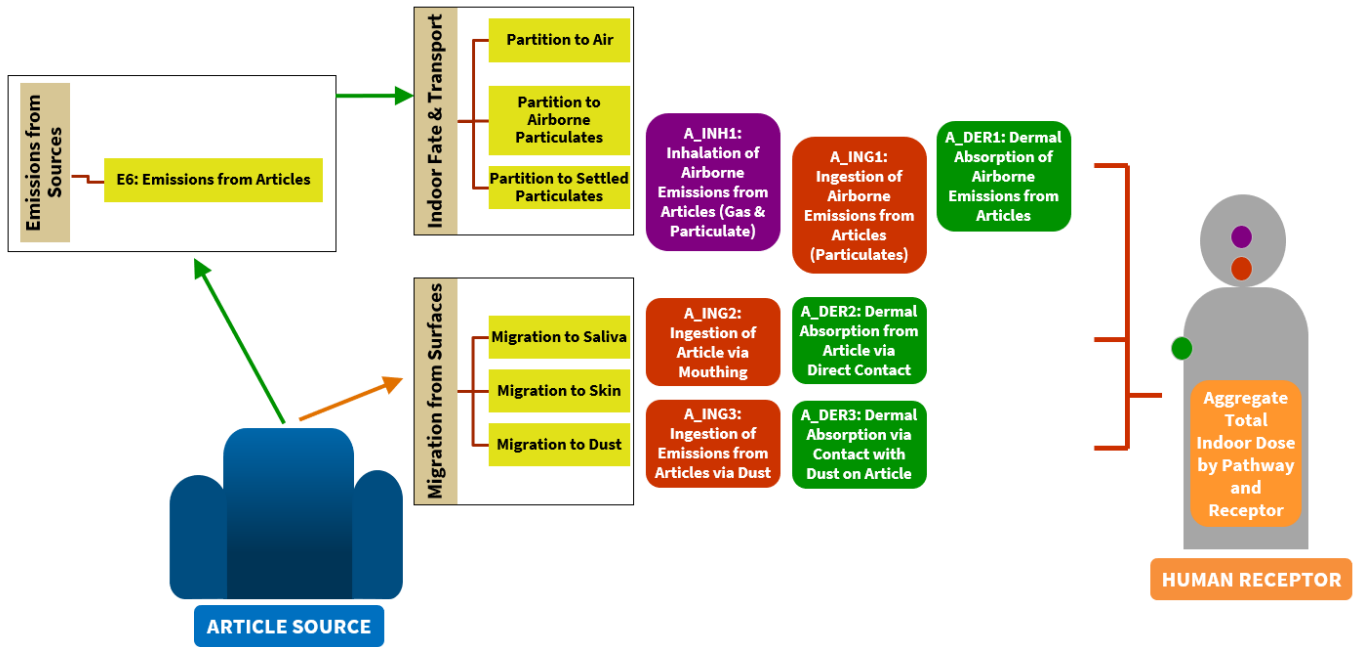 Emissions from
Sources
E6: Emissions from Articles
Indoor Fate & Transport
Partition to Air
Partition to
Airborne
Particulates
Partition to Settled
Particulates
A_INH1:
Inhalation of
Airborne
Emissions from
Articles (Gas &
Particulate)
A_ING1:
Ingestion of
Airborne
Emissions from
Articles
(Particulates)
A_DER1: Dermal
Absorption of
Airborne
Emissions from
Articles
Migration from Surfaces
Migration to Saliva
Migration to Skin
Migration to Dust
A_ING2:
Ingestion of
Article via
Mouthing
A_DER2: Dermal
Absorption from
Article via
Direct Contact
A_ING3:
Ingestion of
Emissions from
Articles via Dust
A_DER3: Dermal
Absorption via
Contact with
Dust on Article
Aggregate
Total
Indoor Dose
by Pathway
and
Receptor
HUMAN RECEPTOR
ARTICLE SOURCE